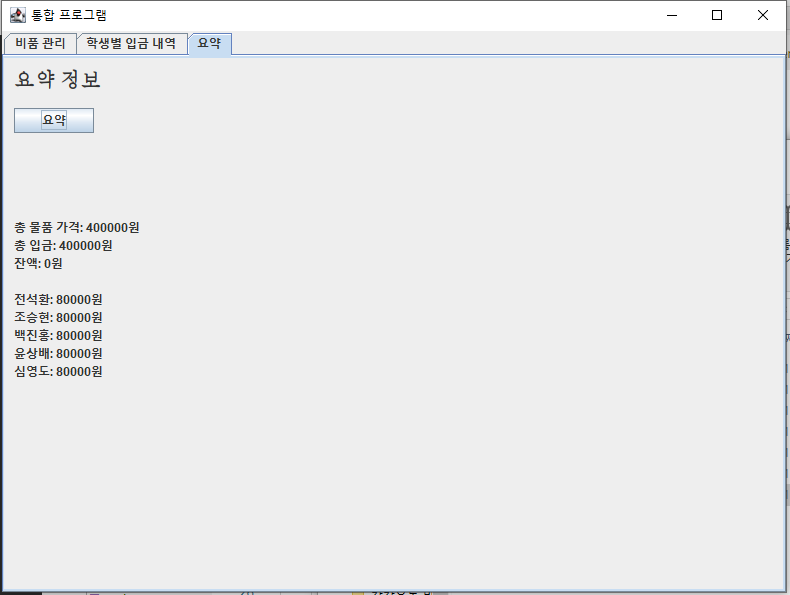 통합 프로그램
비품 관리 학생별 입금 내역 요약
요약 정보
요약
총 물품 가격: 400000원
총 입금: 400000원
잔액: 0원
전석환: 80000원
조승현: 80000원
백진홍: 80000원
윤상배: 80000원
심영도: 80000원